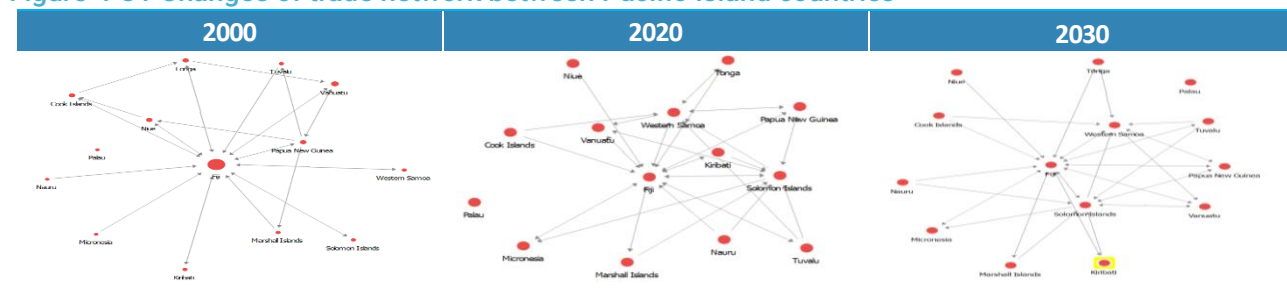 Figure 4-31 Changes of trade network between Pacific island countries
2000
2020
2030
Tonga
Tuvalu
Vanuatu
Cook Islands
Niue
Papua New Guinea
Palau
Fiji
Nauru
Western Samoa
Micronesia
Marshall Islands
Solomon Islands
Kiribati
Niue
Tonga
Western Samoa
Papua New Guinea
Vanuatu
Cook Islands
Kiribati
Fiji
Solomon Islands
Palau
Nauru
Micronesia
Tuvalu
Marshall Islands
Tonga
Niue
Palau
Cook Islands
Tuvalu
Western Samoa
Fiji
Papua New Guinea
Nauru
Solomon Islands
Vanuatu
Micronesia
Marshall Islands
Kiribati